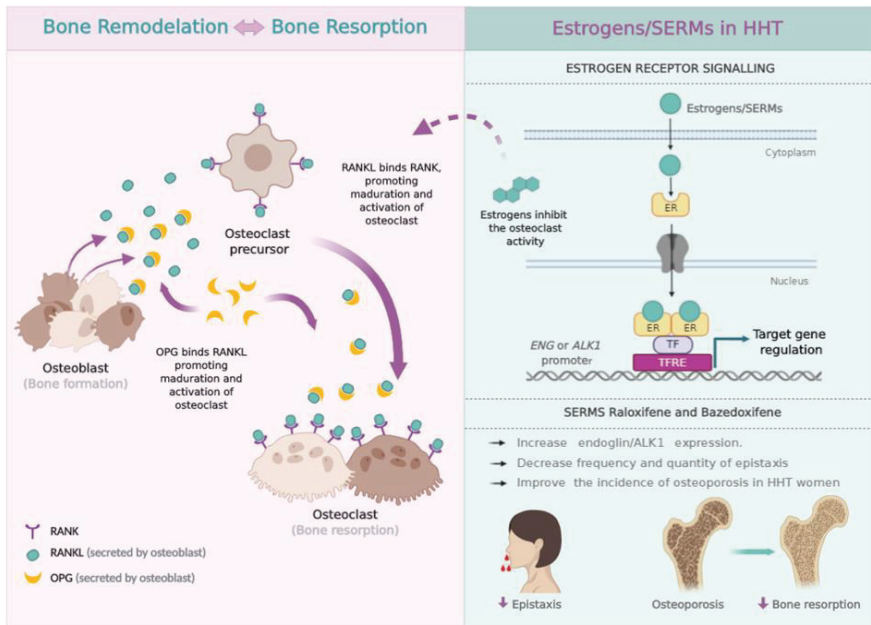 Bone Remodelation Bone Resorption
RANKL binds RANK,
promoting
maduration and
activation of
osteoclast
Osteoclast
precursor
OPG binds RANKL
promoting
maduration and
activation of
osteoclast
Osteoblast
(Bone formation)
Osteoclast
(Bone resorption)
RANK
RANKL (secreted by osteoblast)
OPG (secreted by osteoblast)
Estrogens/SERMs in HHT
ESTROGEN RECEPTOR SIGNALLING
Estrogens/SERMs
Cytoplasm
ER
Estrogens inhibit
the osteoclast
activity
Nucleus
ER ER
TF
TFRE
ENG or ALK1
promoter
Target gene
regulation
SERMS Raloxifene and Bazedoxifene
Increase endoglin/ALK1 expression.
Decrease frequency and quantity of epistaxis
Improve the incidence of osteoporosis in HHT women
Epistaxis
Osteoporosis
Bone resorption